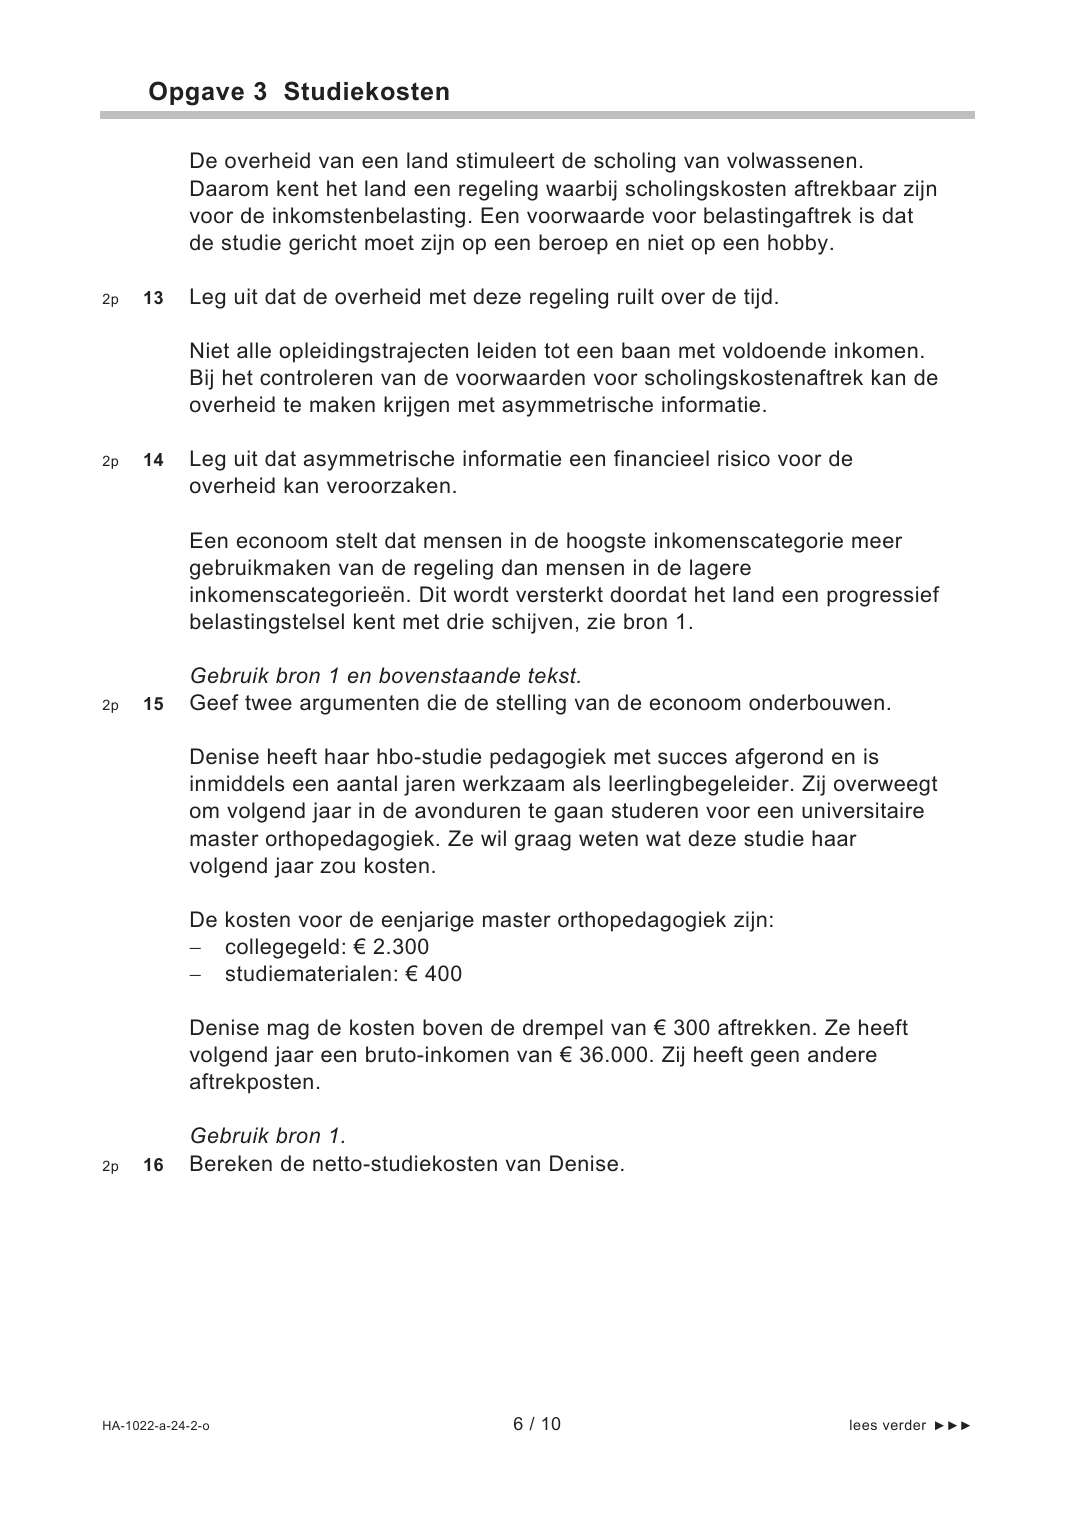 Opgave 3 Studiekosten
De overheid van een land stimuleert de scholing van volwassenen.
Daarom kent het land een regeling waarbij scholingskosten aftrekbaar zijn
voor de inkomstenbelasting. Een voorwaarde voor belastingaftrek is dat
de studie gericht moet zijn op een beroep en niet op een hobby.
2p 13 Leg uit dat de overheid met deze regeling ruilt over de tijd.
Niet alle opleidingstrajecten leiden tot een baan met voldoende inkomen.
Bij het controleren van de voorwaarden voor scholingskostenaftrek kan de
overheid te maken krijgen met asymmetrische informatie.
2p 14 Leg uit dat asymmetrische informatie een financieel risico voor de
overheid kan veroorzaken.
Een econoom stelt dat mensen in de hoogste inkomenscategorie meer
gebruikmaken van de regeling dan mensen in de lagere
inkomenscategorieën. Dit wordt versterkt doordat het land een progressief
belastingstelsel kent met drie schijven, zie bron 1.
Gebruik bron 1 en bovenstaande tekst.
2p 15 Geef twee argumenten die de stelling van de econoom onderbouwen.
Denise heeft haar hbo-studie pedagogiek met succes afgerond en is
inmiddels een aantal jaren werkzaam als leerlingbegeleider. Zij overweegt
om volgend jaar in de avonduren te gaan studeren voor een universitaire
master orthopedagogiek. Ze wil graag weten wat deze studie haar
volgend jaar zou kosten.
De kosten voor de eenjarige master orthopedagogiek zijn:
– collegegeld: € 2.300
– studiematerialen: € 400
Denise mag de kosten boven de drempel van € 300 aftrekken. Ze heeft
volgend jaar een bruto-inkomen van € 36.000. Zij heeft geen andere
aftrekposten.
Gebruik bron 1.
2p 16 Bereken de netto-studiekosten van Denise.
HA-1022-a-24-2-o 6 / 10 lees verder ►►►